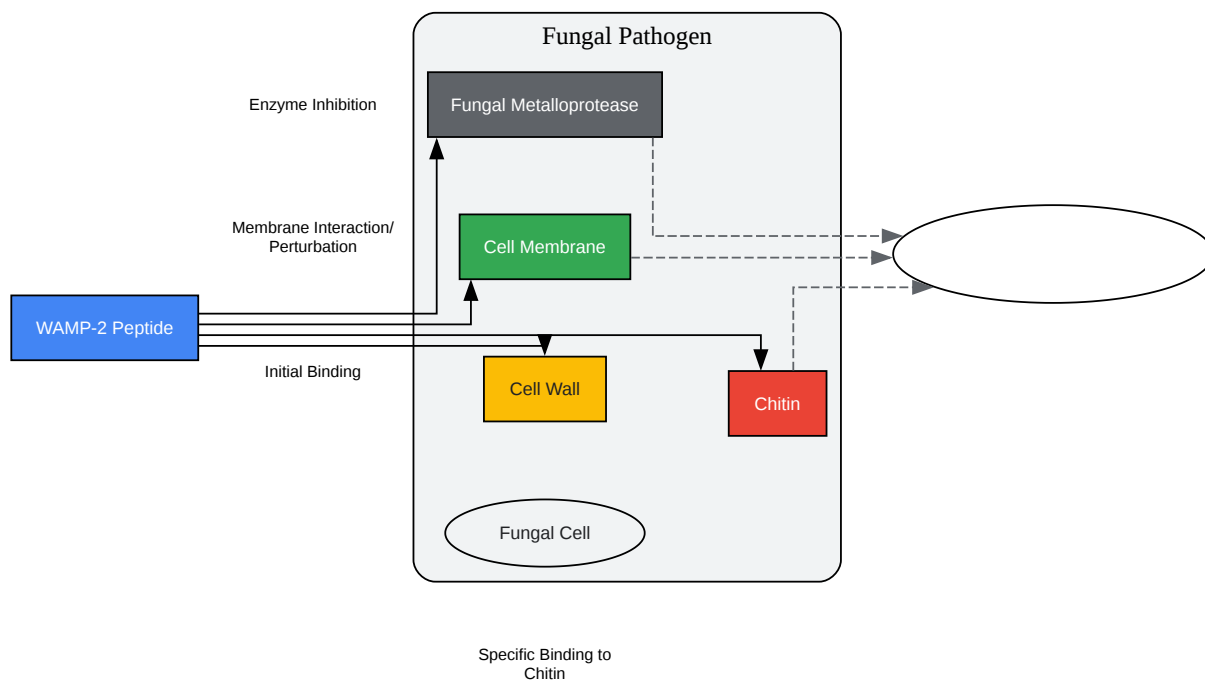 Fungal Pathogen
Enzyme Inhibition
Fungal Metalloprotease
Membrane Interaction/
Perturbation
Cell Membrane
WAMP-2 Peptide
Initial Binding
Cell Wall
Chitin
Fungal Cell
Specific Binding to
Chitin